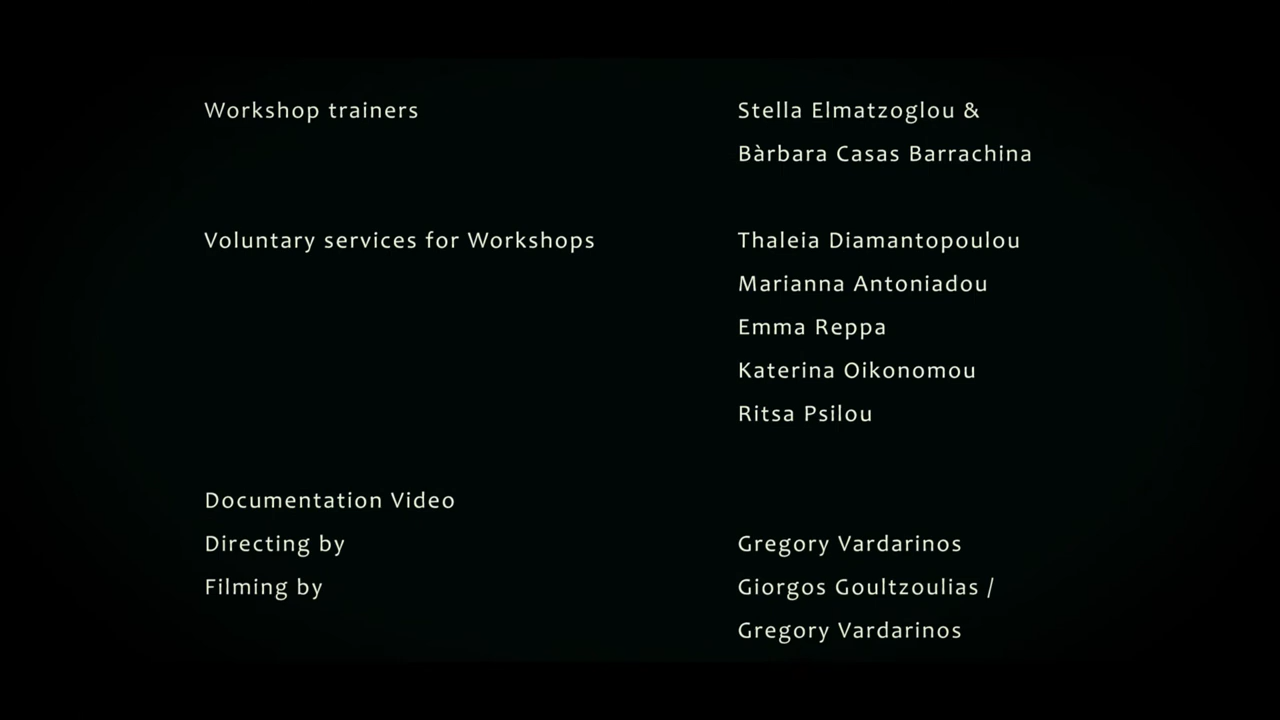 Workshop trainers Stella Elmatzoglou &
Bàrbara Casas Barrachina
Voluntary services for Workshops Thaleia Diamantopoulou
Marianna Antoniadou
Emma Reppa
Katerina Oikonomou
Ritsa Psilou
Documentation Video
Directing by Gregory Vardarinos
Filming by Giorgos Goultzoulias /
Gregory Vardarinos